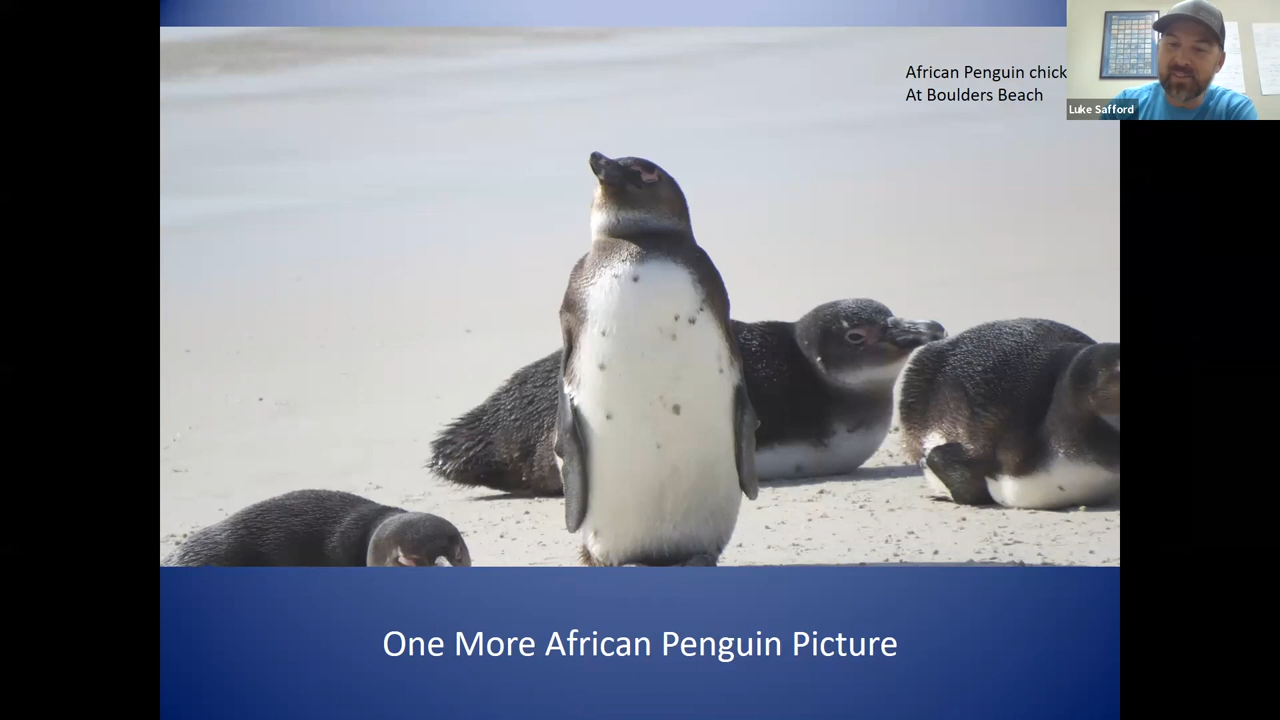 African Penguin chick
At Boulders Beach
Luke Safford
One More African Penguin Picture